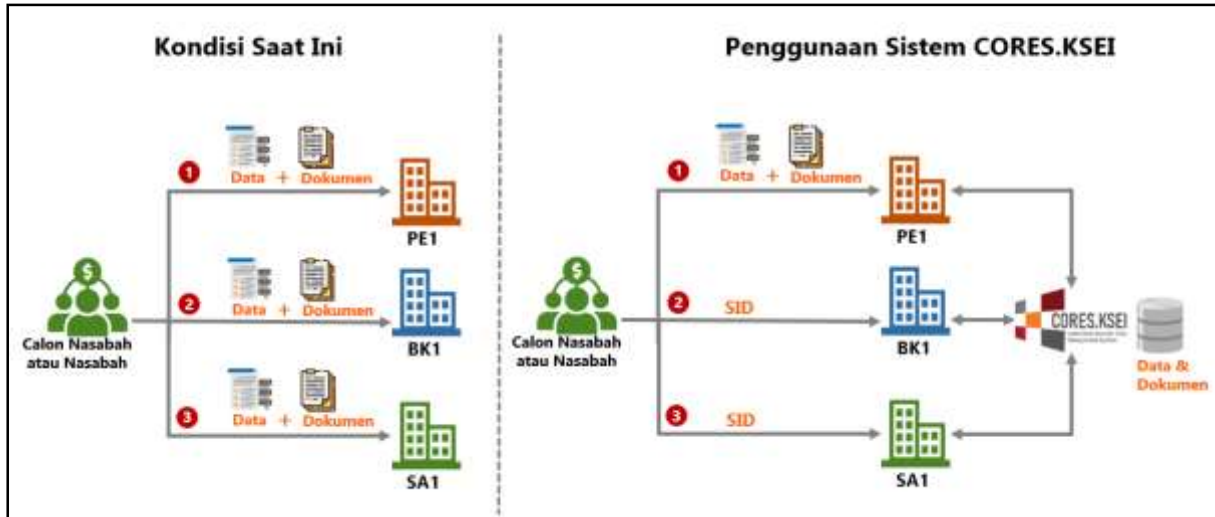 Kondisi Saat Ini
1
Data + Dokumen
PE1
2
Data + Dokumen
BK1
Calon Nasabah
atau Nasabah
3
Data + Dokumen
SA1
Penggunaan Sistem CORES.KSEI
1
Data + Dokumen
PE1
2
SID
BK1
Calon Nasabah
atau Nasabah
CORES.KSEI
Data &
Dokumen
3
SID
SA1